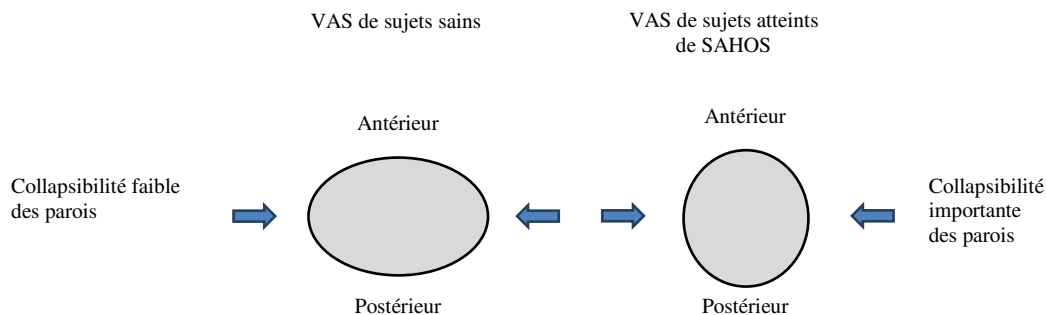 VAS de sujets sains
VAS de sujets atteints
de SAHOS
Antérieur
Antérieur
Collapsibilité faible
des parois
Collapsibilité
importante
des parois
Postérieur
Postérieur